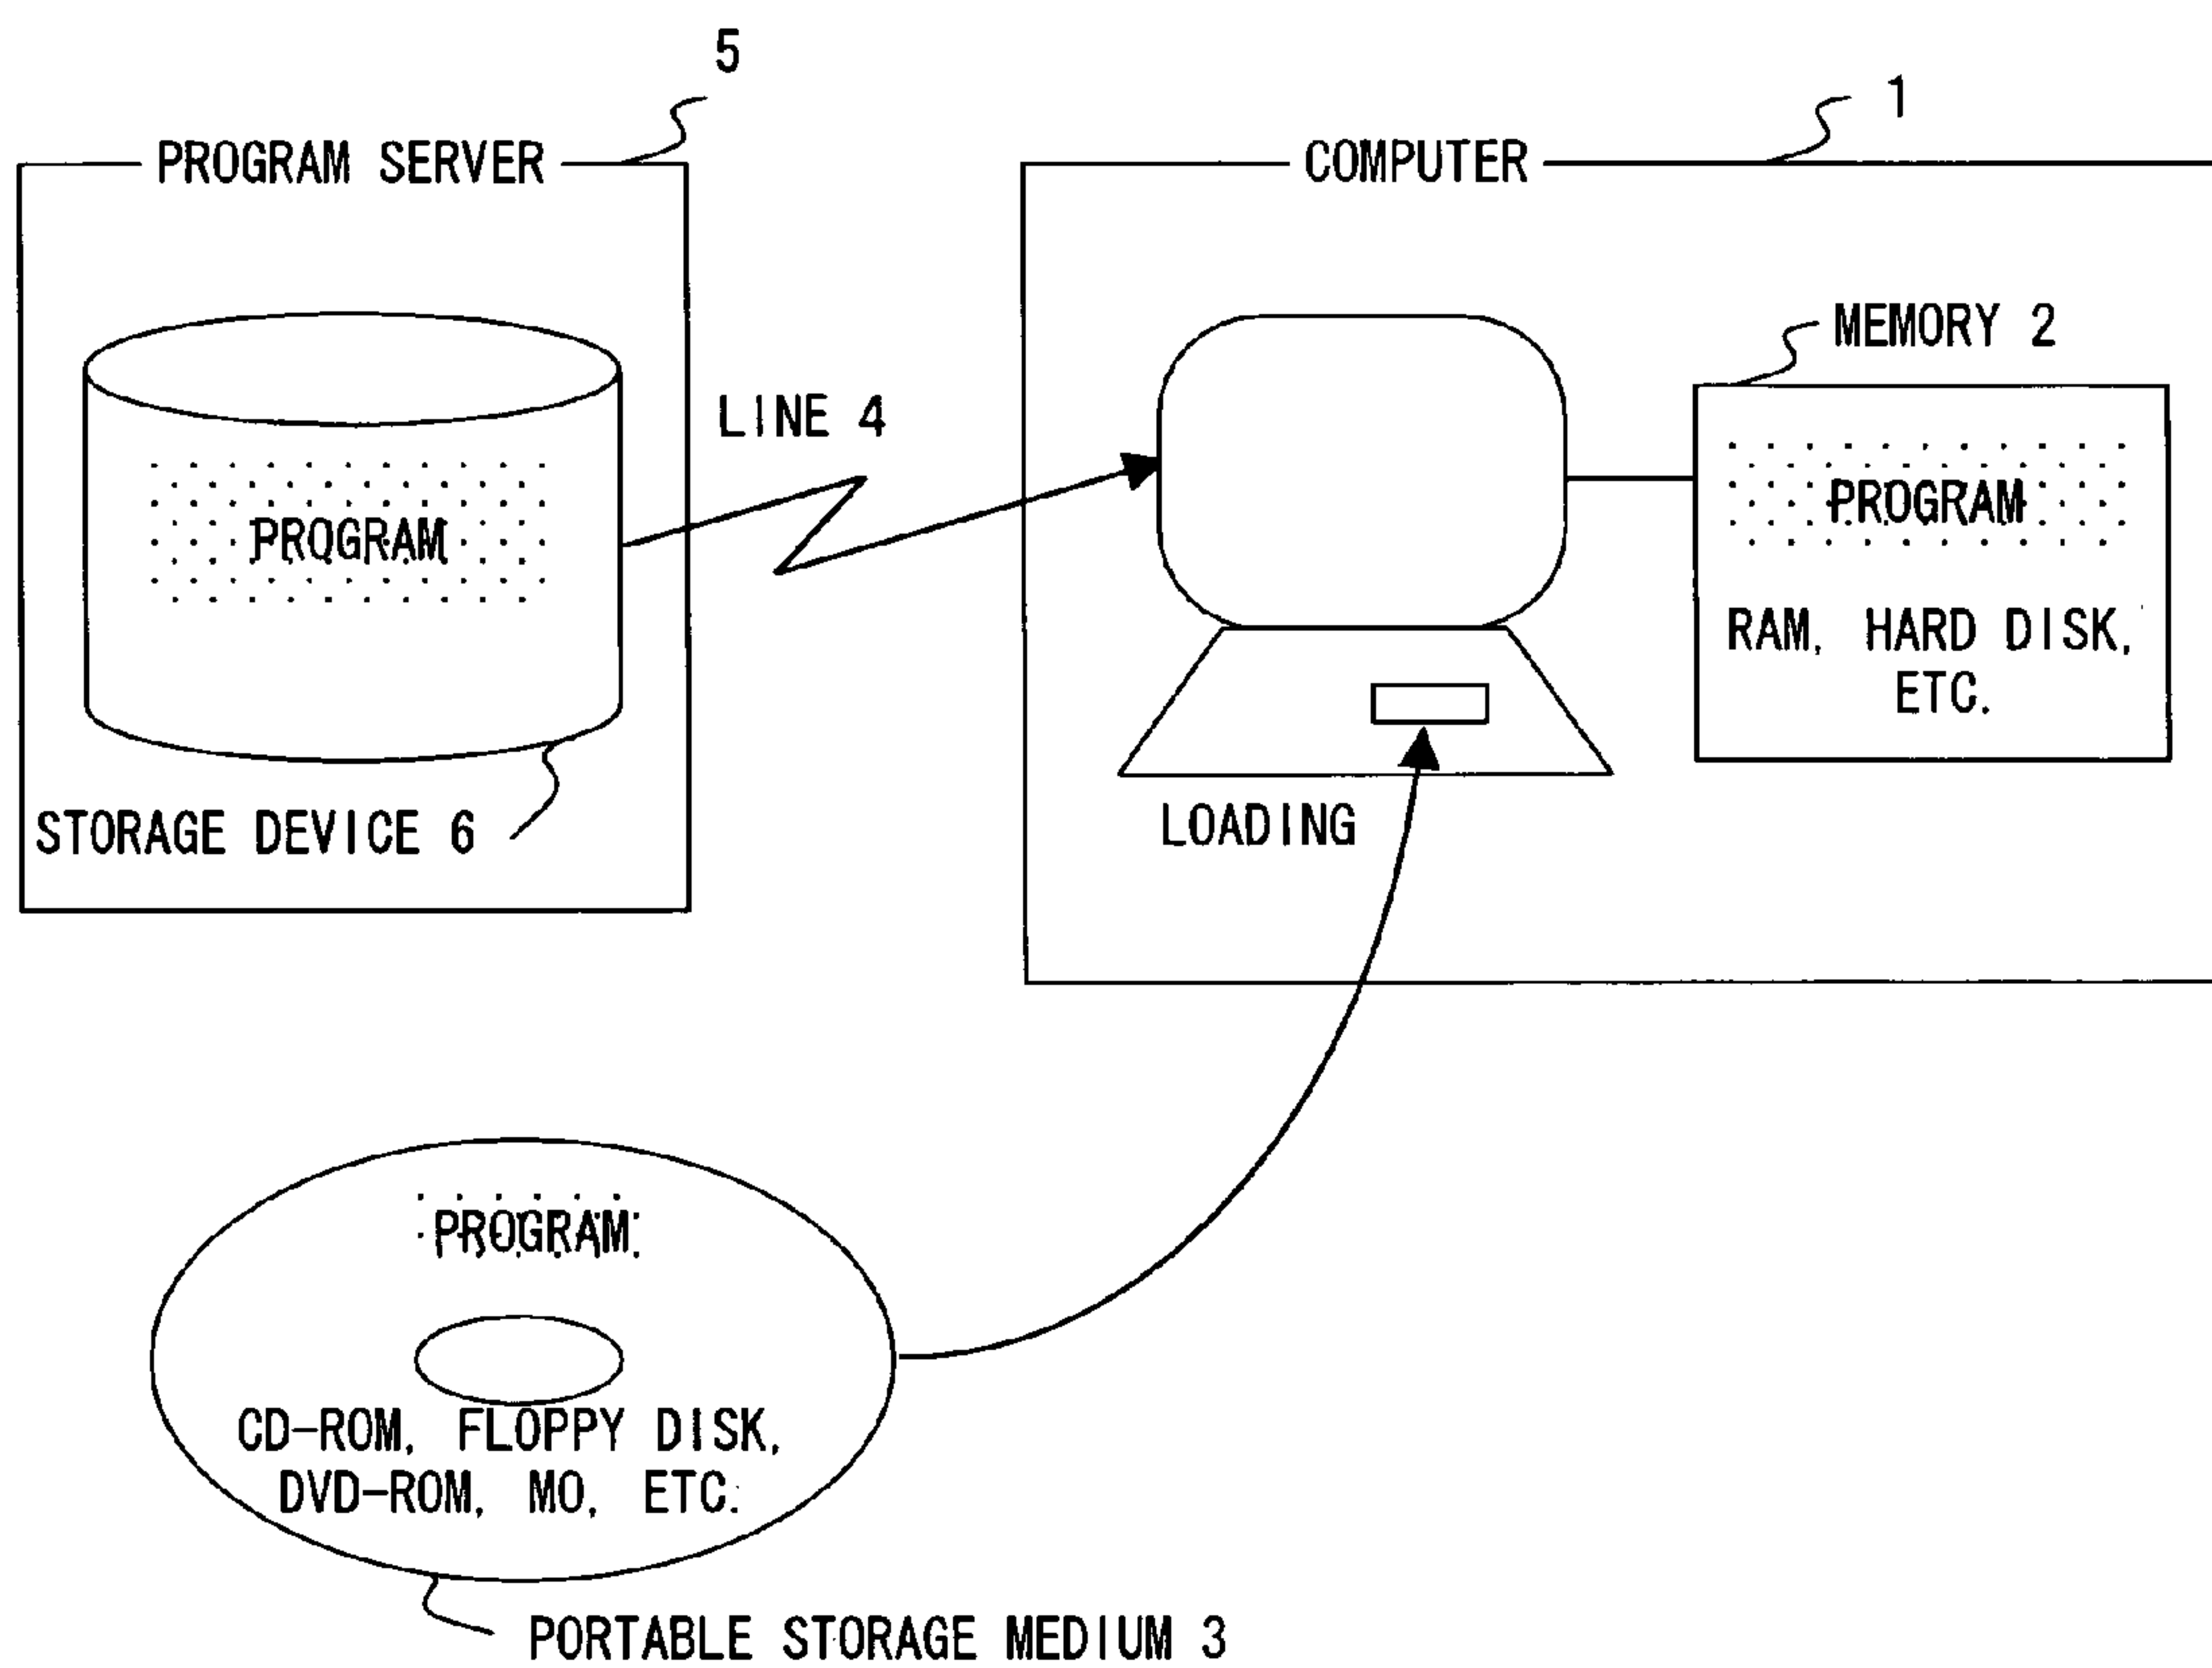 5
PROGRAM SERVER
1
COMPUTER
MEMORY 2
LINE 4
PROGRAM
PROGRAM
RAM, HARD DISK,
ETC.
STORAGE DEVICE 6
LOADING
PROGRAM
CD-ROM, FLOPPY DISK,
DVD-ROM, MO, ETC.
PORTABLE STORAGE MEDIUM 3